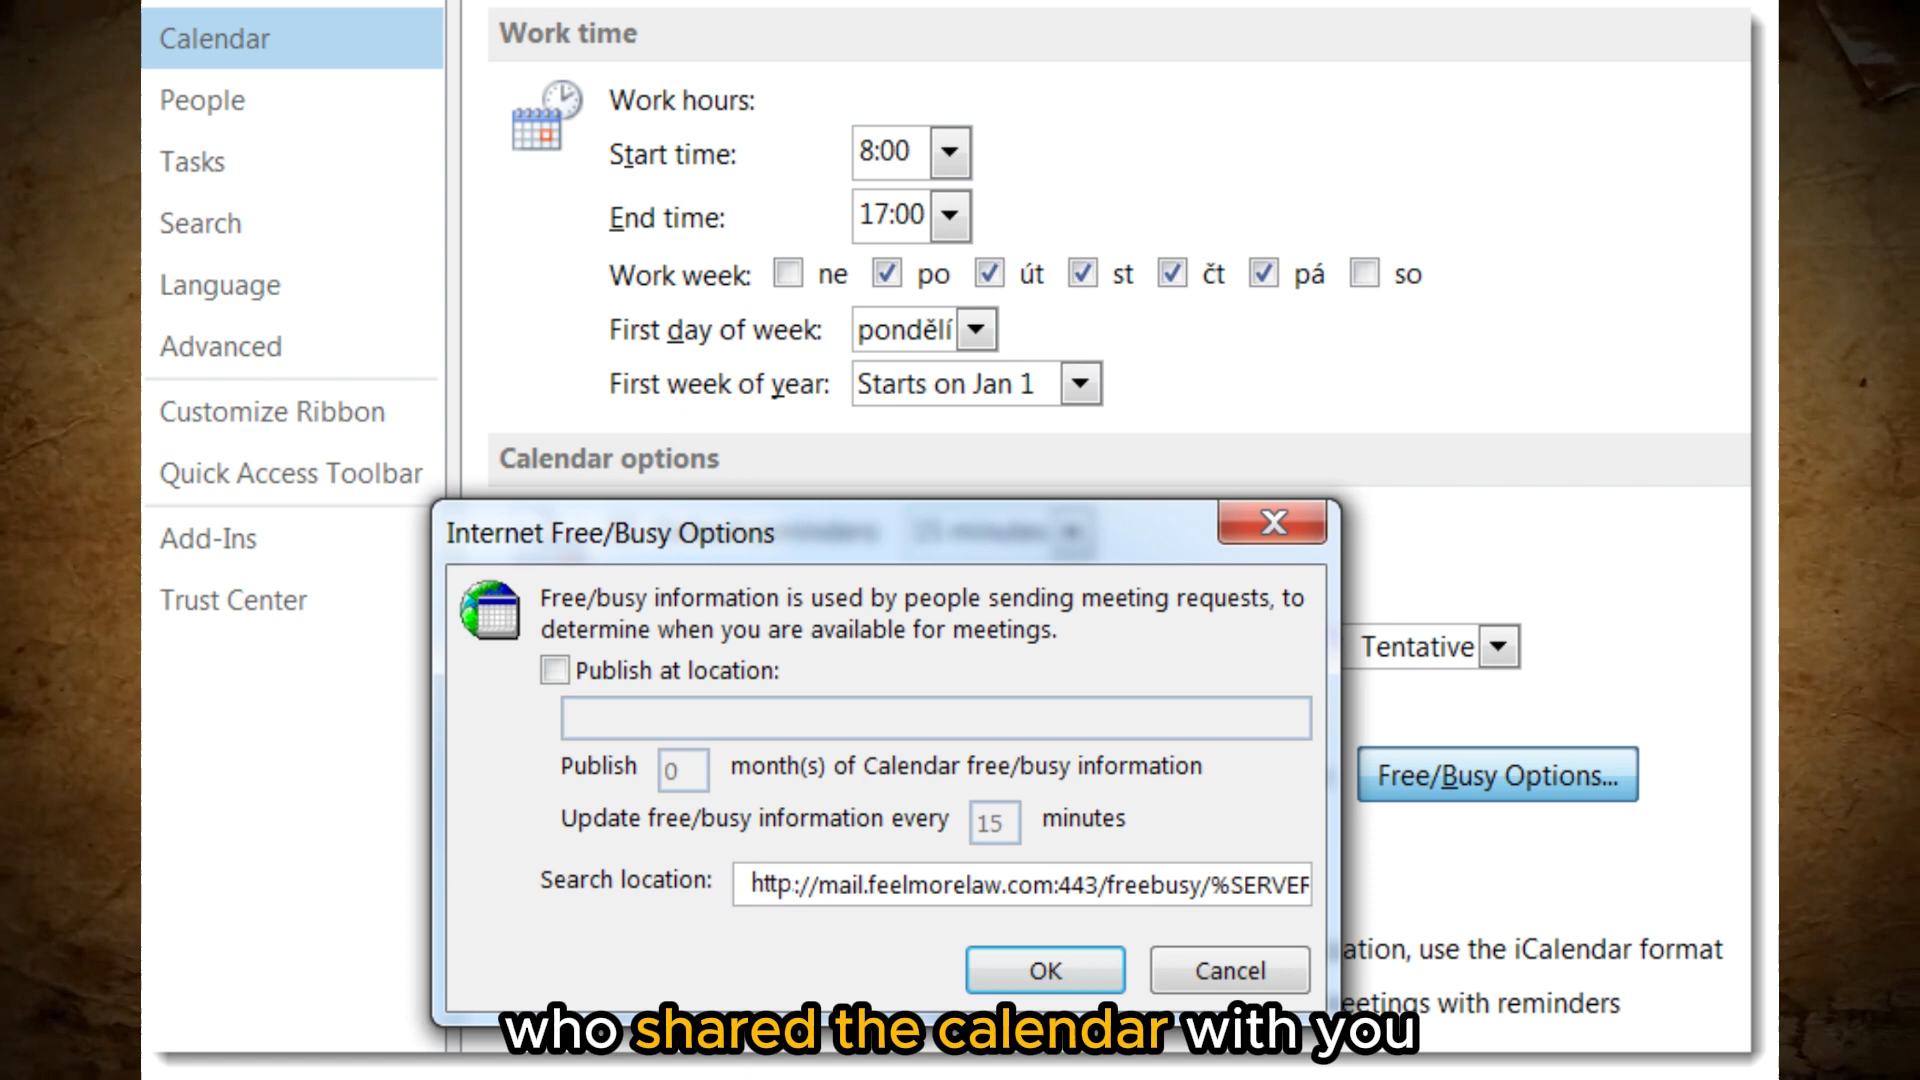 Calendar
People
Tasks
Search
Language
Advanced
Customize Ribbon
Quick Access Toolbar
Add-Ins
Trust Center
Work time
Work hours:
Start time: 8:00
End time: 17:00
Work week: ne po út st čt pá so
First day of week: pondělí
First week of year: Starts on Jan 1
Calendar options
Internet Free/Busy Options
15 minutes
Free/busy information is used by people sending meeting requests, to
determine when you are available for meetings.
Publish at location:
Publish 0 month(s) of Calendar free/busy information
Update free/busy information every 15 minutes
Search location: http://mail.feelmorelaw.com:443/freebusy/%SERVER
OK Cancel
Tentative
Free/Busy Options...
ation, use the iCalendar format
eetings with reminders
who shared the calendar with you